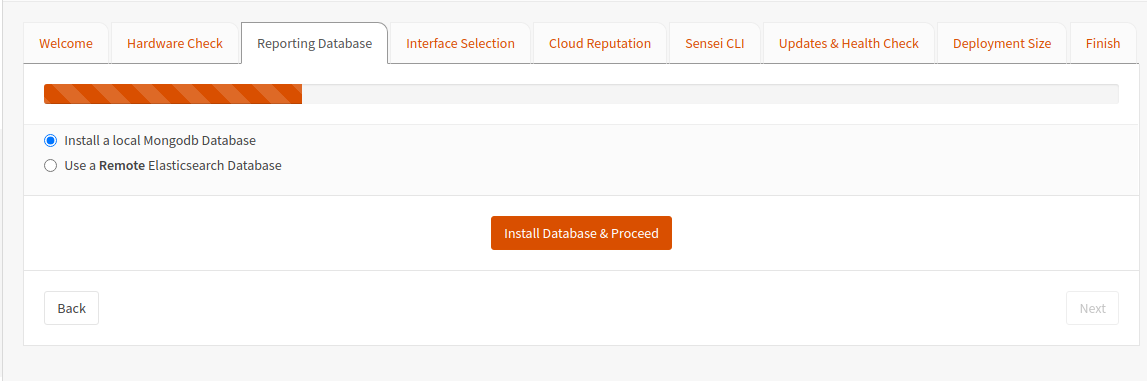 Welcome Hardware Check Reporting Database Interface Selection Cloud Reputation Sensei CLI Updates & Health Check Deployment Size Finish
Install a local Mongodb Database
Use a Remote Elasticsearch Database
Install Database & Proceed
Back Next